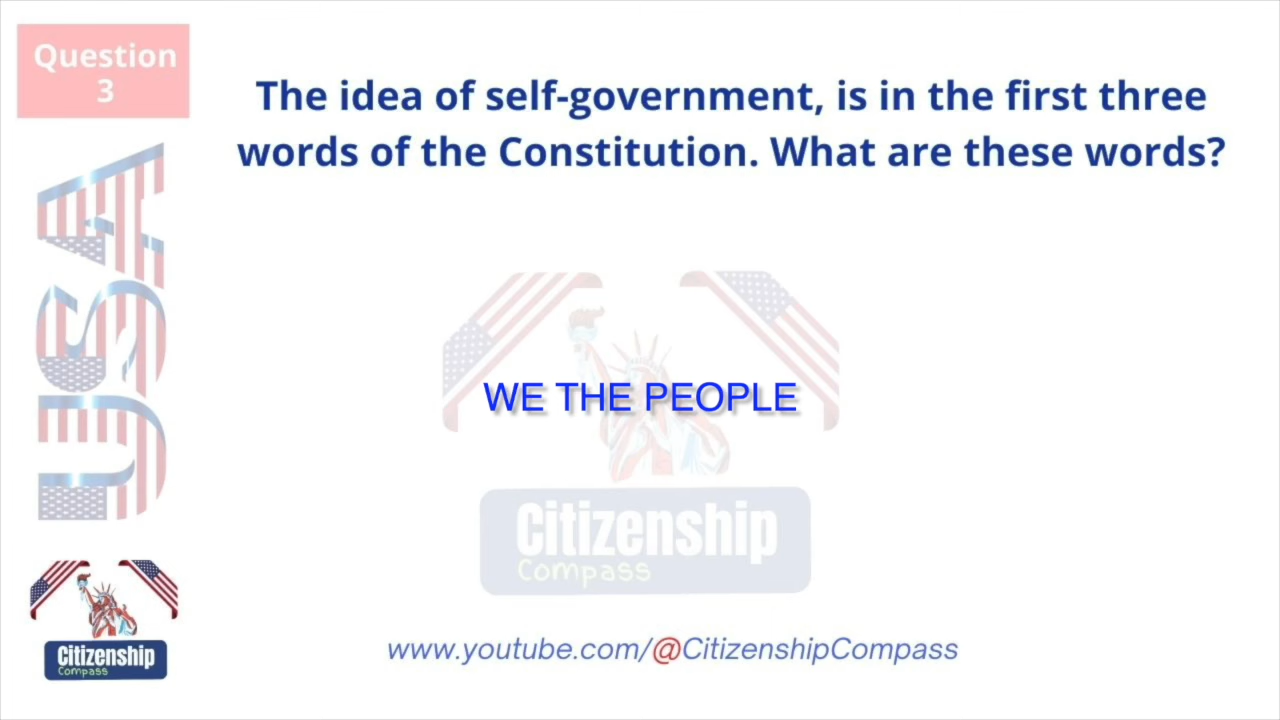 Question
3
The idea of self-government, is in the first three
words of the Constitution. What are these words?
USA
WE THE PEOPLE
Citizenship
Compass
Citizenship
Compass
www.youtube.com/@CitizenshipCompass